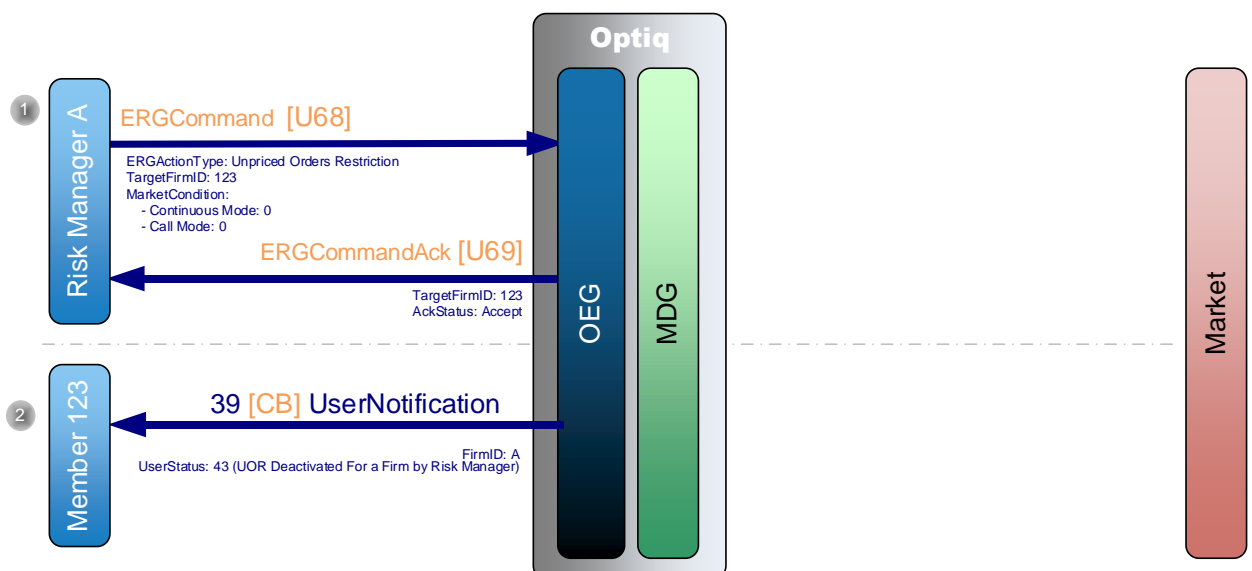 Optiq
1
Risk Manager A
ERGCommand [U68]
ERGActionType: Unpriced Orders Restriction
TargetFirmID: 123
MarketCondition:
- Continuous Mode: 0
- Call Mode: 0
ERGCommandAck [U69]
TargetFirmID: 123
AckStatus: Accept
OEG
MDG
Market
2
Member 123
39 [CB] UserNotification
FirmID: A
UserStatus: 43 (UOR Deactivated For a Firm by Risk Manager)